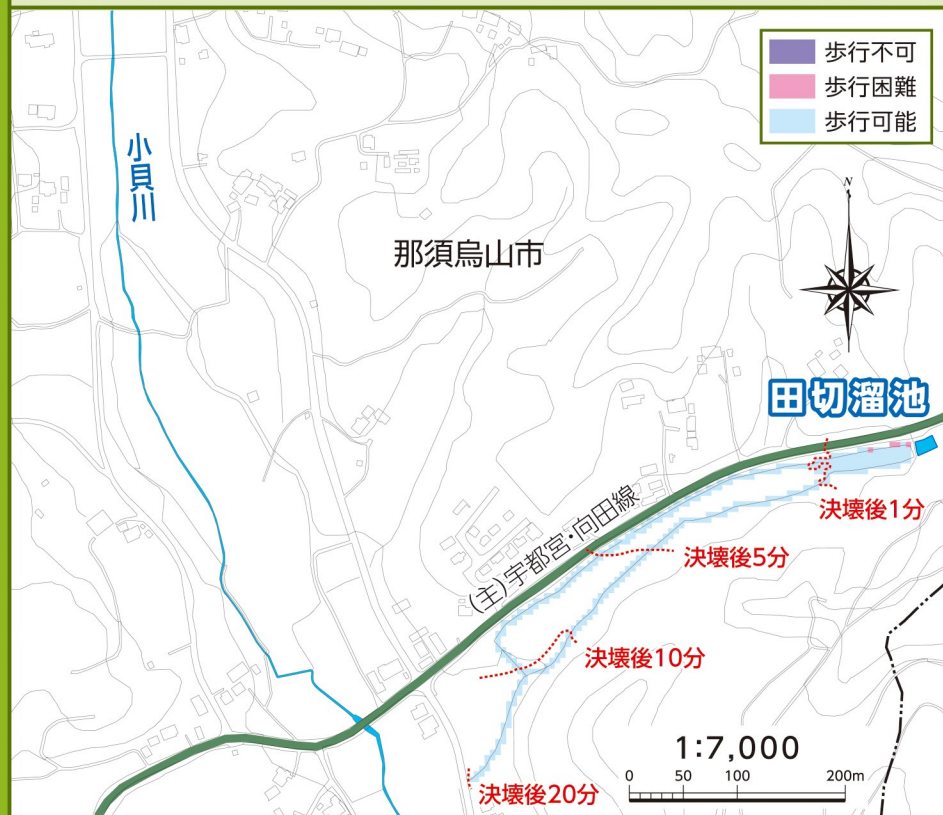 歩行不可
歩行困難
歩行可能
小貝川
那須烏山市
N
田切溜池
決壊後1分
(主)宇都宮・向田線
決壊後5分
決壊後10分
1:7,000
0 50 100 200m
決壊後20分